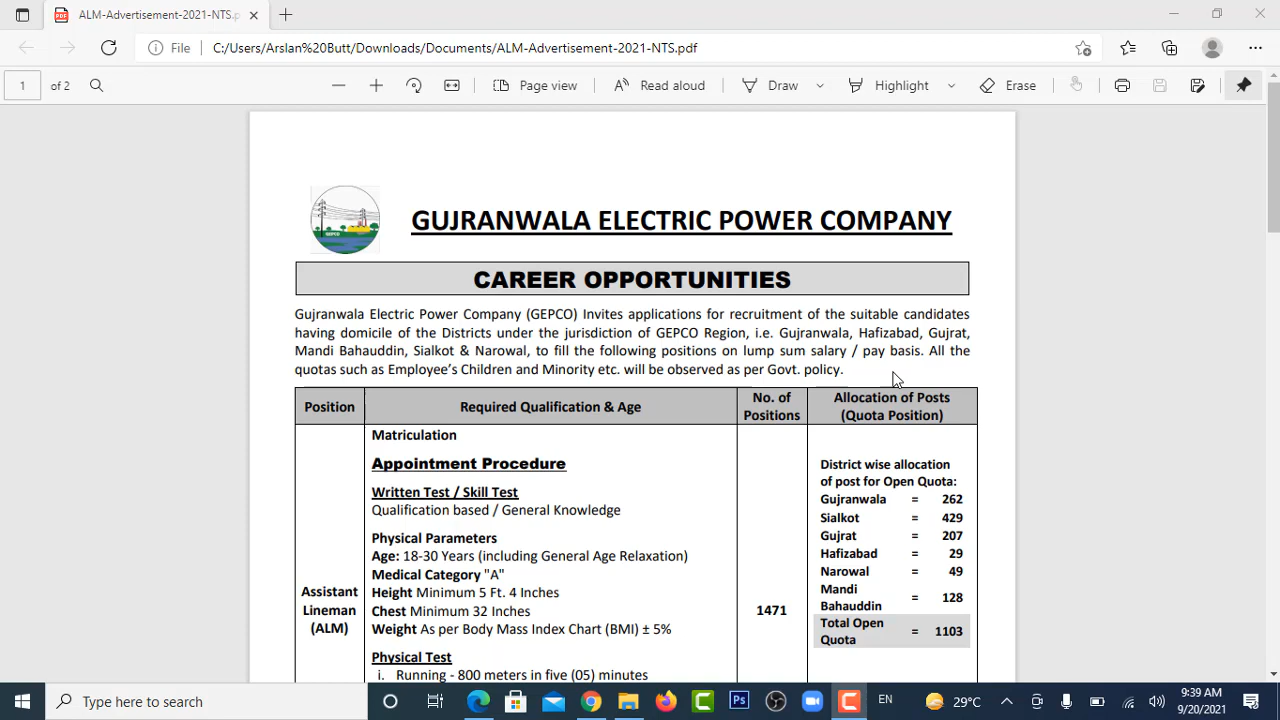 ALM-Advertisement-2021-NTS.p
File
C:/Users/Arslan%20Butt/Downloads/Documents/ALM-Advertisement-2021-NTS.pdf
1 of 2
Page view
Read aloud
Draw
Highlight
Erase
GEPCO
GUJRANWALA ELECTRIC POWER COMPANY
CAREER OPPORTUNITIES
Gujranwala Electric Power Company (GEPCO) Invites applications for recruitment of the suitable candidates
having domicile of the Districts under the jurisdiction of GEPCO Region, i.e. Gujranwala, Hafizabad, Gujrat,
Mandi Bahauddin, Sialkot & Narowal, to fill the following positions on lump sum salary / pay basis. All the
quotas such as Employee's Children and Minority etc. will be observed as per Govt. policy.
Position
Required Qualification & Age
No. of
Positions
Allocation of Posts
(Quota Position)
Assistant
Lineman
(ALM)
Matriculation
Appointment Procedure
Written Test / Skill Test
Qualification based / General Knowledge
Physical Parameters
Age: 18-30 Years (including General Age Relaxation)
Medical Category "A"
Height Minimum 5 Ft. 4 Inches
Chest Minimum 32 Inches
Weight As per Body Mass Index Chart (BMI) ± 5%
Physical Test
i. Running - 800 meters in five (05) minutes
1471
District wise allocation
of post for Open Quota:
Gujranwala = 262
Sialkot = 429
Gujrat = 207
Hafizabad = 29
Narowal = 49
Mandi
Bahauddin = 128
Total Open
Quota = 1103
Type here to search
Ps
EN
29°C
9:39 AM
9/20/2021